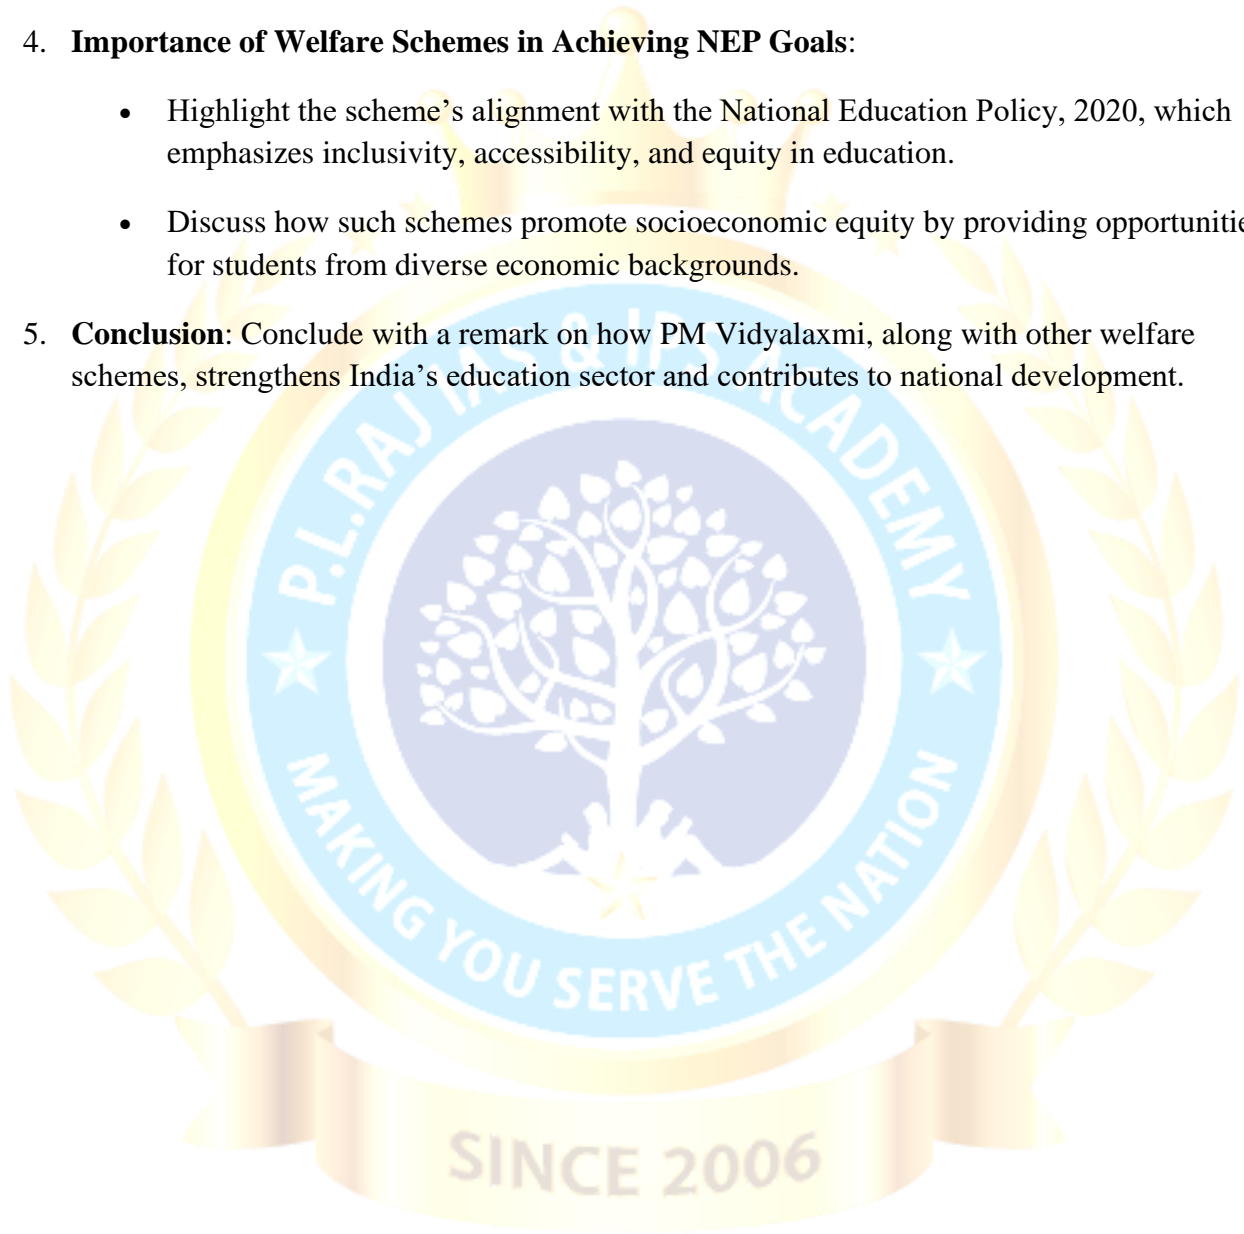 4. Importance of Welfare Schemes in Achieving NEP Goals:
• Highlight the scheme's alignment with the National Education Policy, 2020, which
emphasizes inclusivity, accessibility, and equity in education.
• Discuss how such schemes promote socioeconomic equity by providing opportunitie
for students from diverse economic backgrounds.
5. Conclusion: Conclude with a remark on how PM Vidyalaxmi, along with other welfare
schemes, strengthens India's education sector and contributes to national development.
P.L.RAJ IAS & IPS ACADEMY
MAKING YOU SERVE THE NATION
SINCE 2006